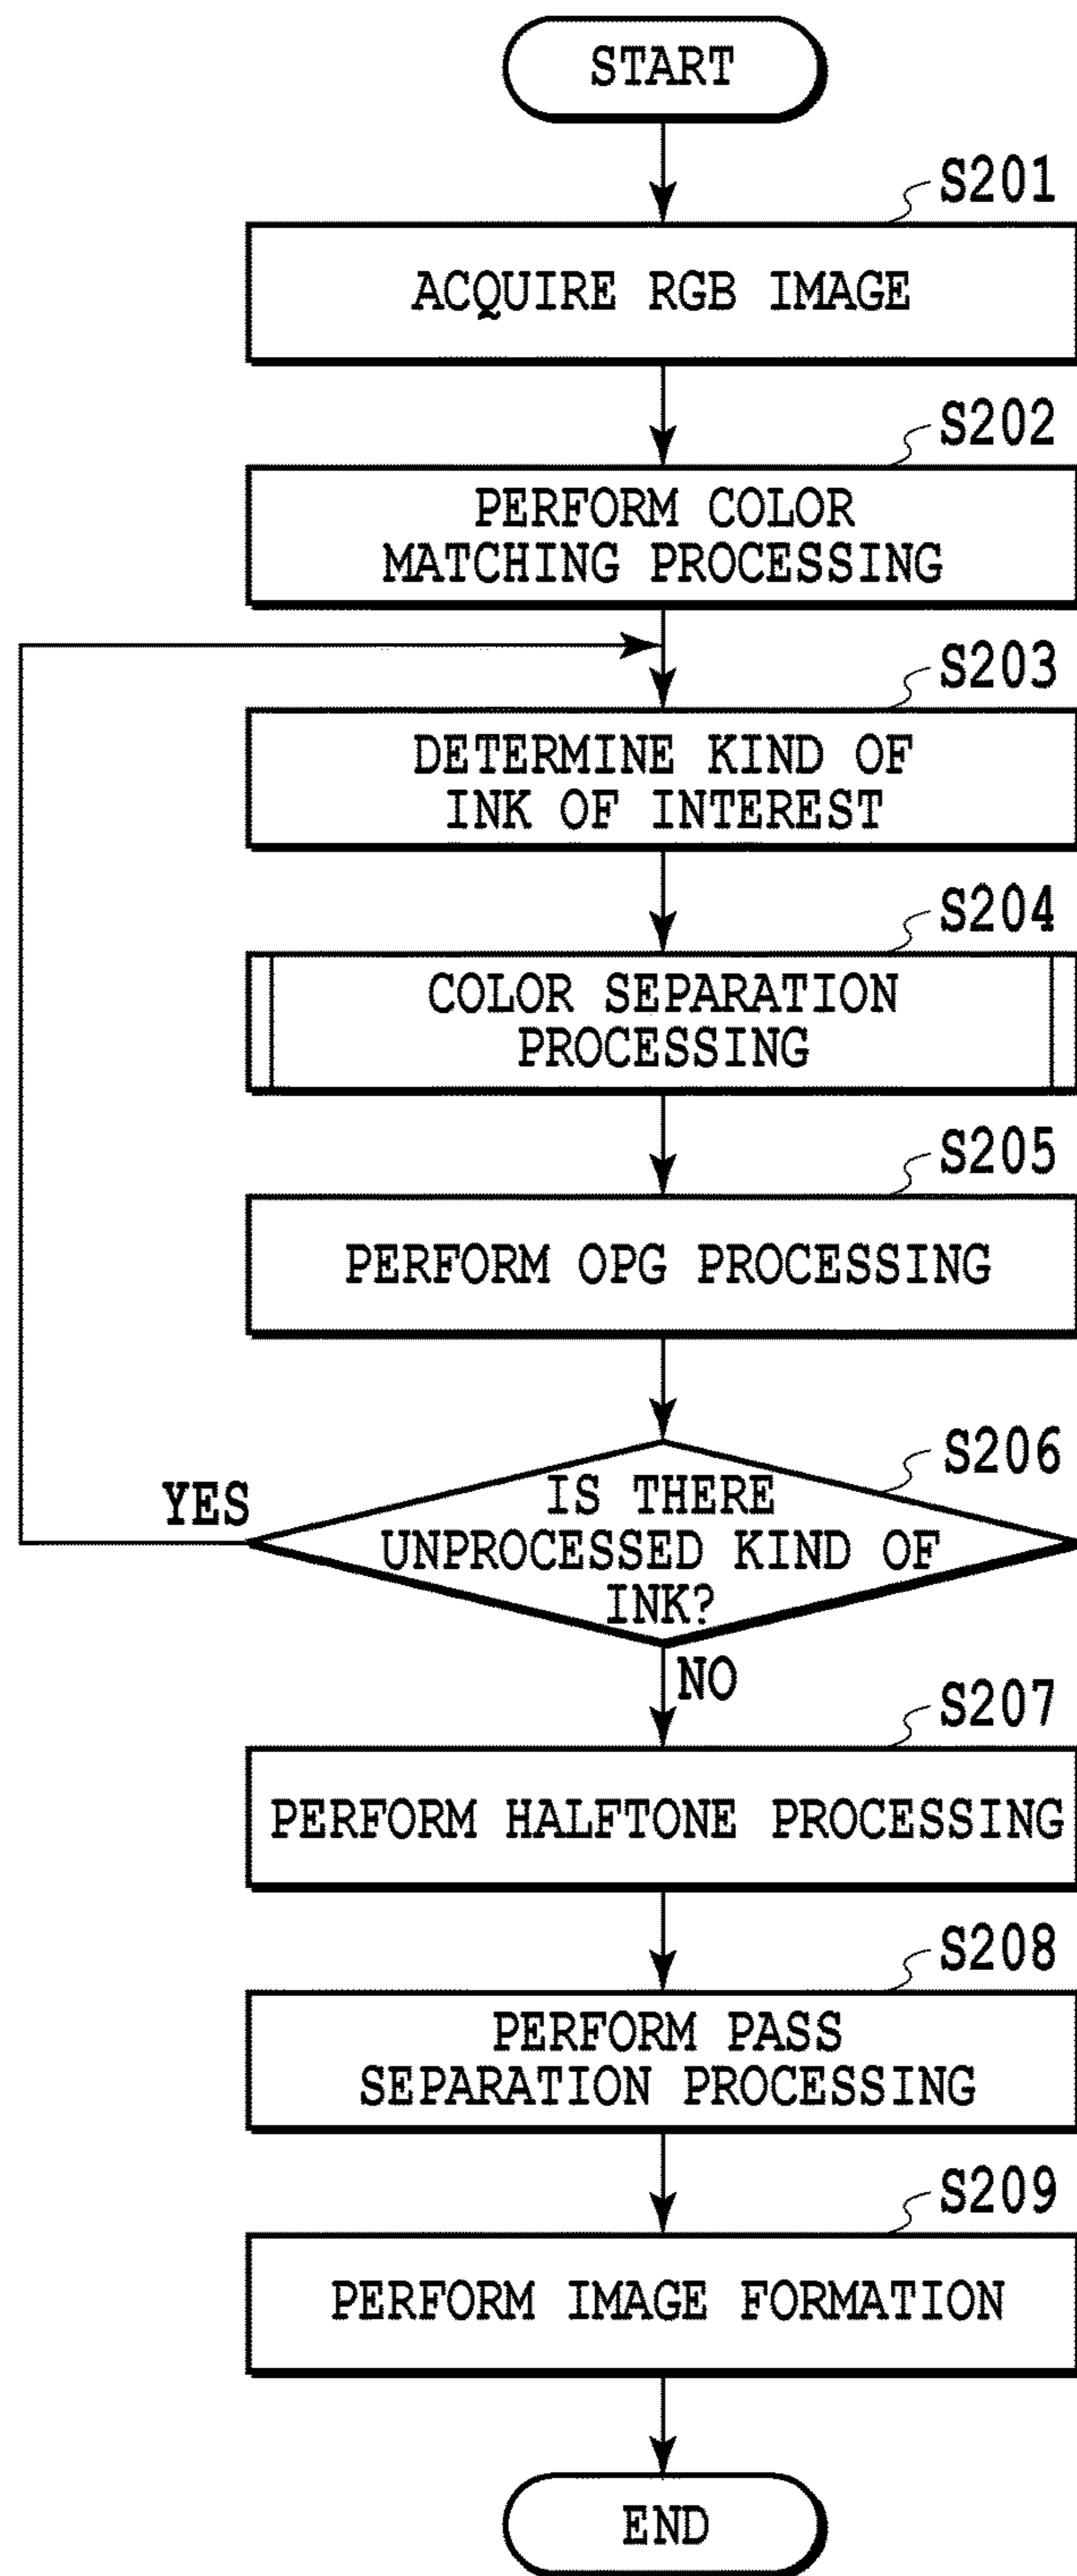 START
S201
ACQUIRE RGB IMAGE
S202
PERFORM COLOR
MATCHING PROCESSING
S203
DETERMINE KIND OF
INK OF INTEREST
S204
COLOR SEPARATION
PROCESSING
S205
PERFORM OPG PROCESSING
S206
YES
IS THERE
UNPROCESSED KIND OF
INK?
NO
S207
PERFORM HALFTONE PROCESSING
S208
PERFORM PASS
SEPARATION PROCESSING
S209
PERFORM IMAGE FORMATION
END